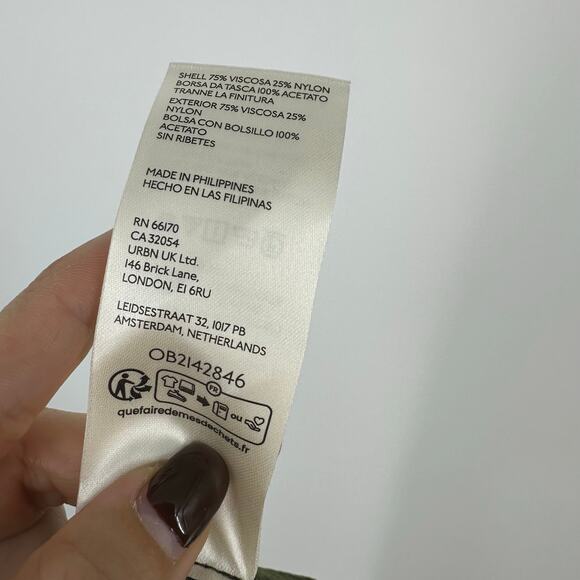 SHELL 75% VISCOSA 25% NYLON
BORSA DA TASCA 100% ACETATO
TRANNE LA FINITURA
EXTERIOR 75% VISCOSA 25%
NYLON
BOLSA CON BOLSILLO 100%
ACETATO
SIN RIBETES
MADE IN PHILIPPINES
HECHO EN LAS FILIPINAS
RN 66170
CA 32054
URBN UK Ltd.
146 Brick Lane,
LONDON, E1 6RU
LEIDSESTRAAT 32, 1017 PB
AMSTERDAM, NETHERLANDS
OB2142846
FR
ou
quefairedemesdechets.fr